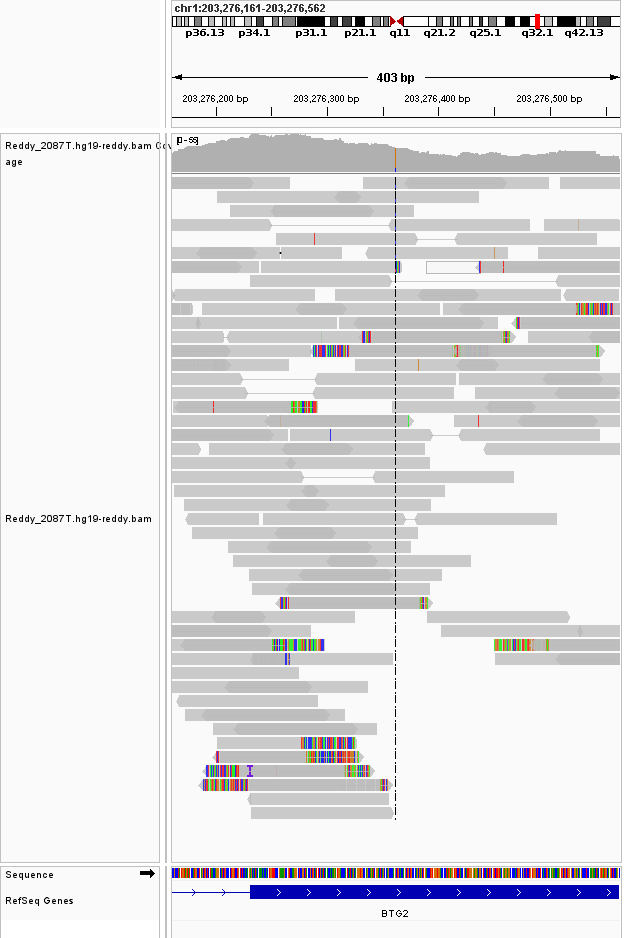 chr1:203,276,161-203,276,562
p36.13 p34.1 p31.1 p21.1 q11 q21.2 q25.1 q32.1 q42.13
403 bp
203,276,200 bp 203,276,300 bp 203,276,400 bp 203,276,500 bp
Reddy_2087T.hg19-reddy.bam Cov
age
Reddy_2087T.hg19-reddy.bam
Sequence
RefSeq Genes
BTG2